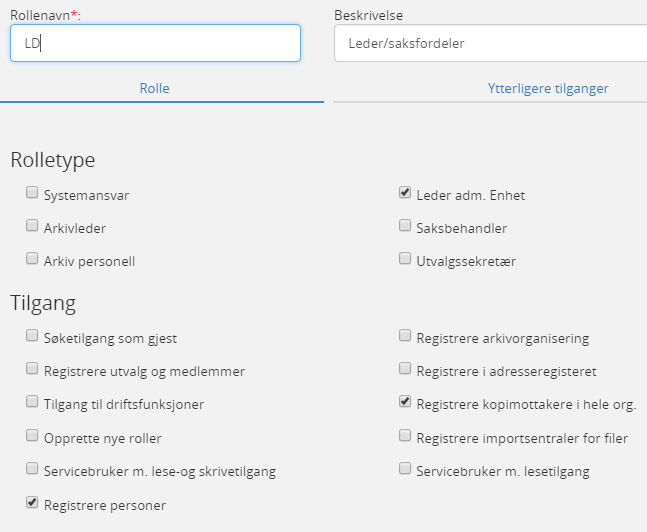 Rollenavn*: Beskrivelse
LD Leder/saksfordeler
Rolle Ytterligere tilganger
Rolletype
Systemansvar Leder adm. Enhet
Arkivleder Saksbehandler
Arkiv personell Utvalgssekretær
Tilgang
Søketilgang som gjest Registrere arkivorganisering
Registrere utvalg og medlemmer Registrere i adresseregisteret
Tilgang til driftsfunksjoner Registrere kopimottakere i hele org.
Opprette nye roller Registrere importsentraler for filer
Servicebruker m. lese-og skrivetilgang Servicebruker m. lesetilgang
Registrere personer